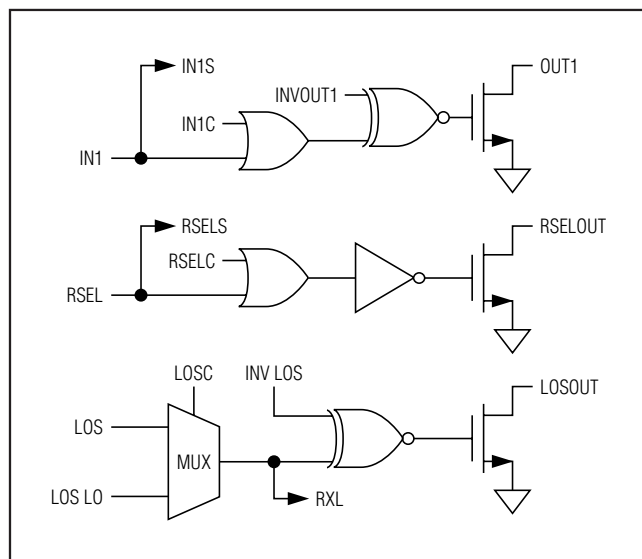 IN1S
OUT1
INVOUT1
IN1C
IN1
RSELS
RSELOUT
RSELC
RSEL
LOSC
INV LOS
LOSOUT
LOS
MUX
LOS LO
RXL